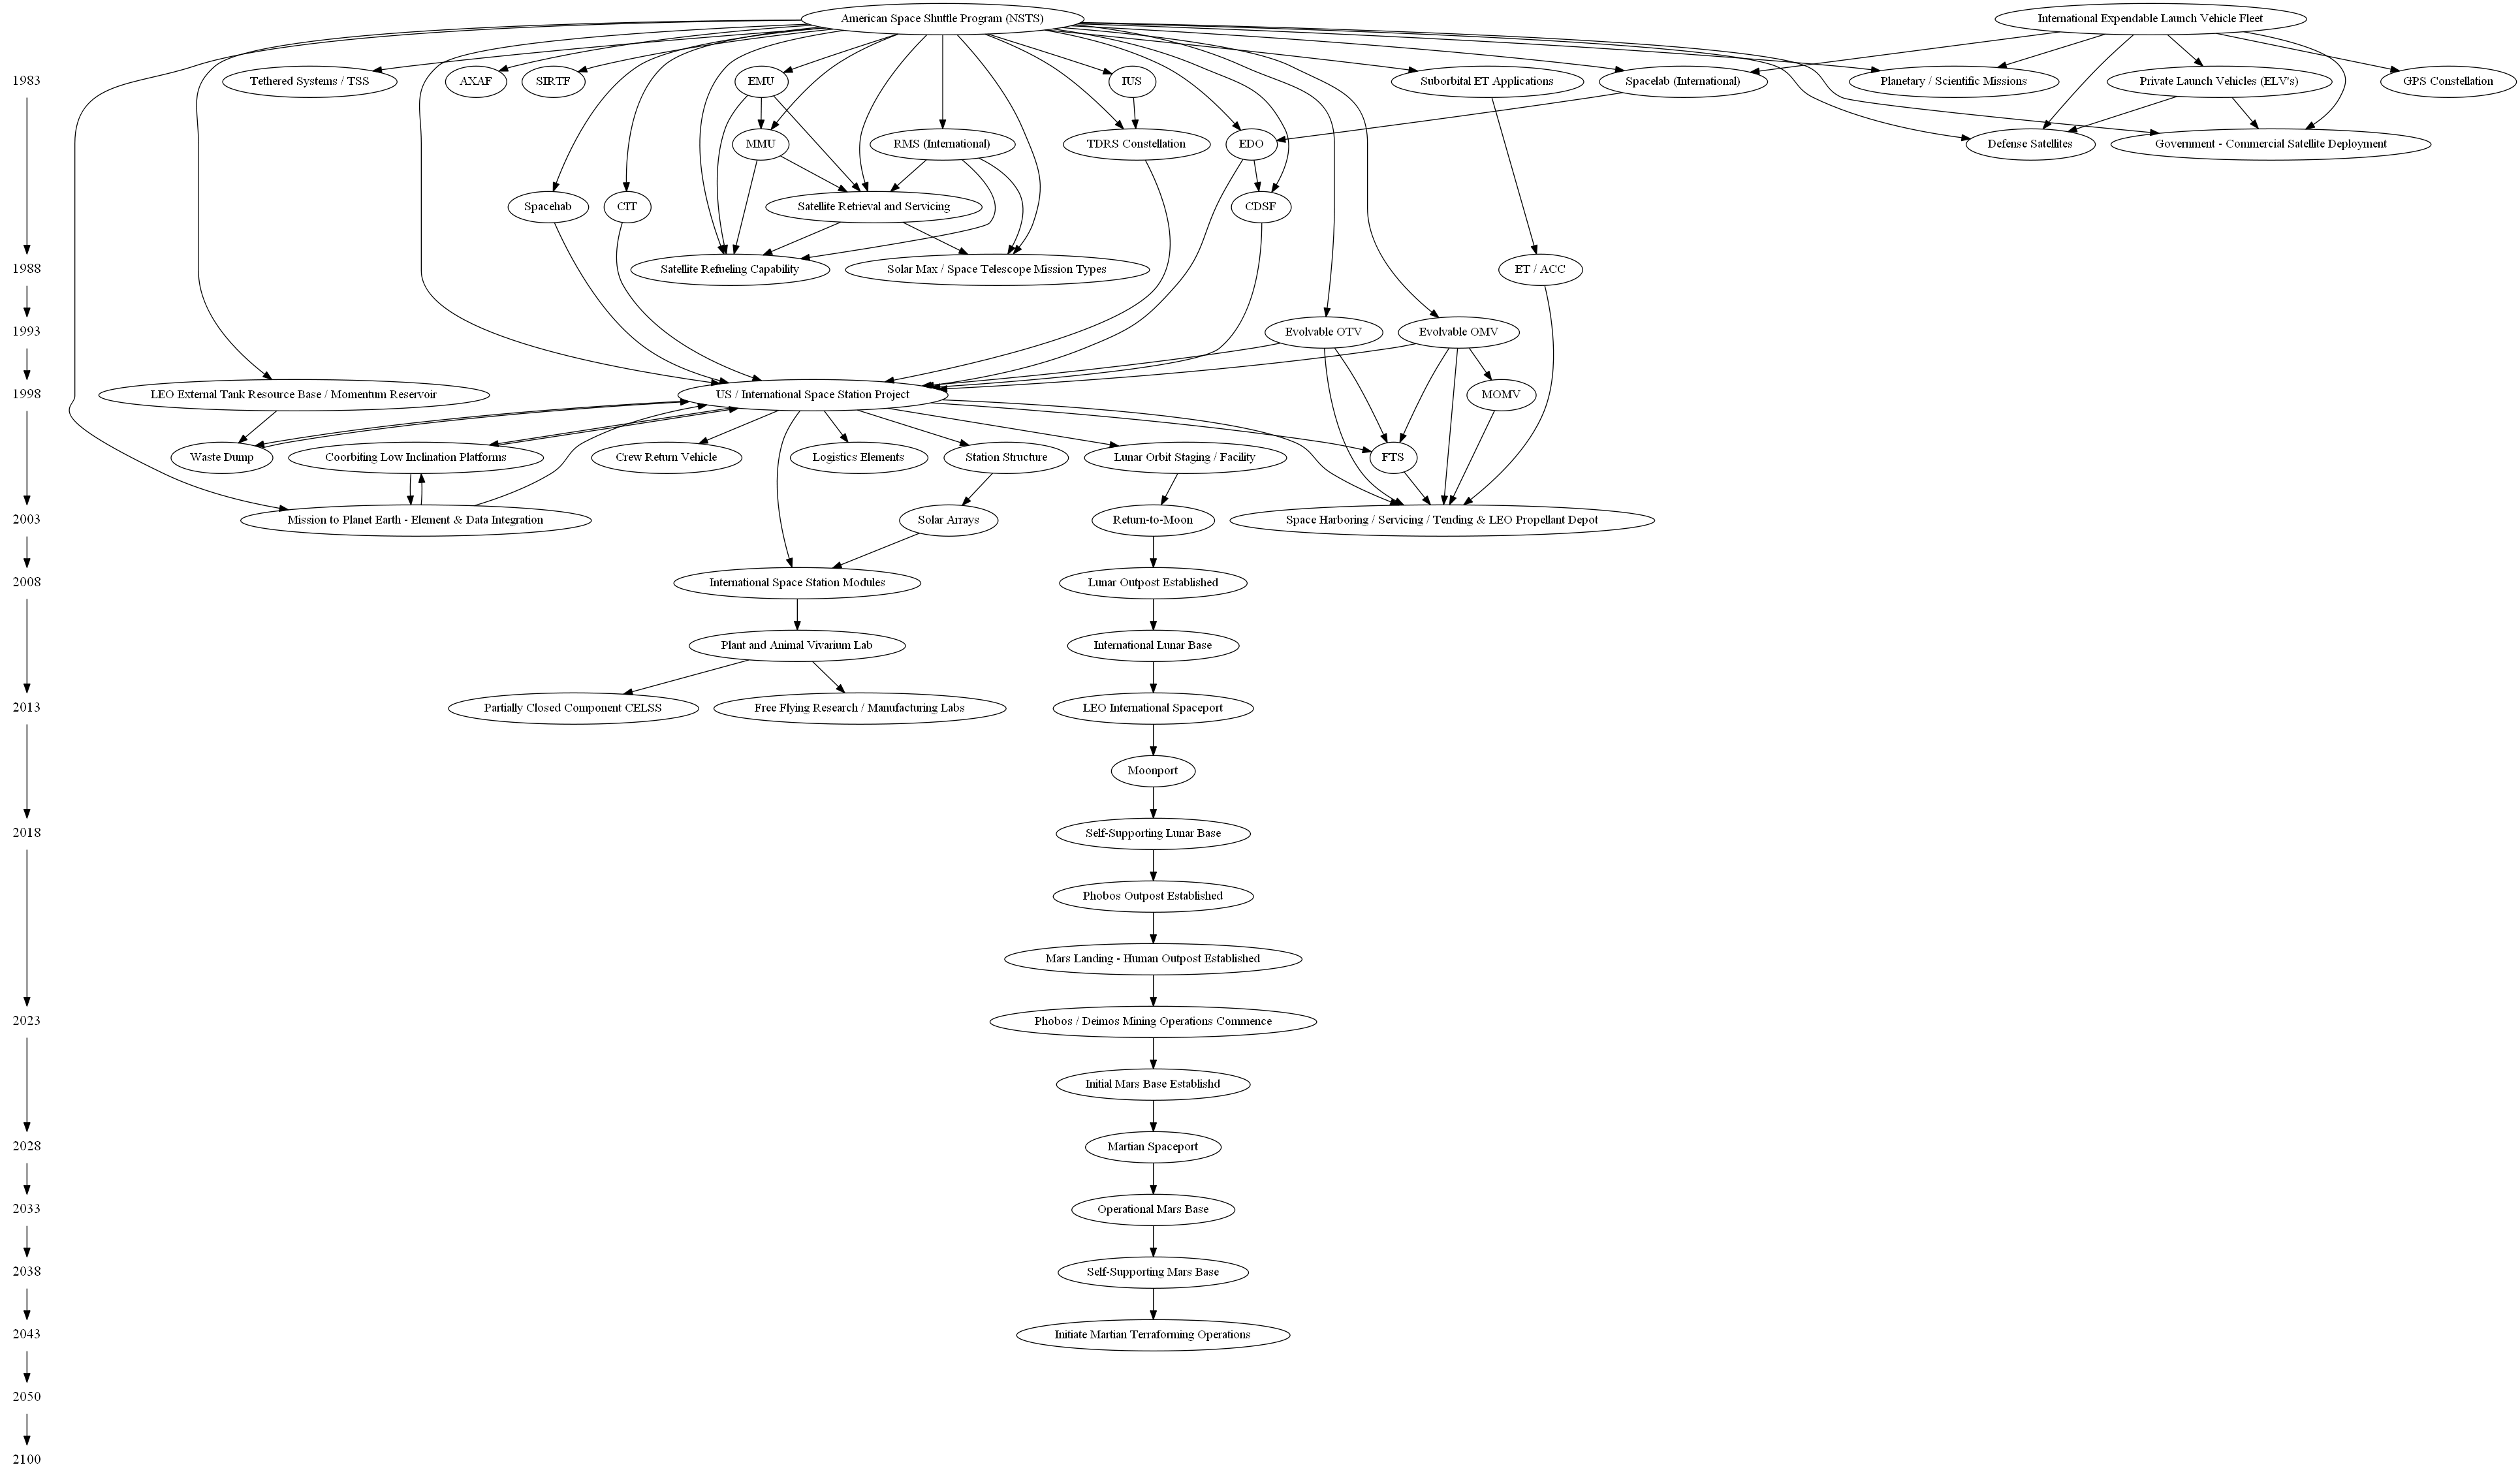 American Space Shuttle Program (NSTS)
International Expendable Launch Vehicle Fleet
1983
Tethered Systems / TSS
AXAF
SIRTF
EMU
IUS
Suborbital ET Applications
Spacelab (International)
Planetary / Scientific Missions
Private Launch Vehicles (ELV's)
GPS Constellation
MMU
RMS (International)
TDRS Constellation
EDO
Defense Satellites
Government - Commercial Satellite Deployment
Spacehab
CIT
Satellite Retrieval and Servicing
CDSF
1988
Satellite Refueling Capability
Solar Max / Space Telescope Mission Types
ET / ACC
1993
Evolvable OTV
Evolvable OMV
1998
LEO External Tank Resource Base / Momentum Reservoir
US / International Space Station Project
MOMV
Waste Dump
Coorbiting Low Inclination Platforms
Crew Return Vehicle
Logistics Elements
Station Structure
Lunar Orbit Staging / Facility
FTS
2003
Mission to Planet Earth - Element & Data Integration
Solar Arrays
Return-to-Moon
Space Harboring / Servicing / Tending & LEO Propellant Depot
2008
International Space Station Modules
Lunar Outpost Established
Plant and Animal Vivarium Lab
International Lunar Base
2013
Partially Closed Component CELSS
Free Flying Research / Manufacturing Labs
LEO International Spaceport
Moonport
2018
Self-Supporting Lunar Base
Phobos Outpost Established
Mars Landing - Human Outpost Established
2023
Phobos / Deimos Mining Operations Commence
Initial Mars Base Establishd
2028
Martian Spaceport
2033
Operational Mars Base
2038
Self-Supporting Mars Base
2043
Initiate Martian Terraforming Operations
2050
2100